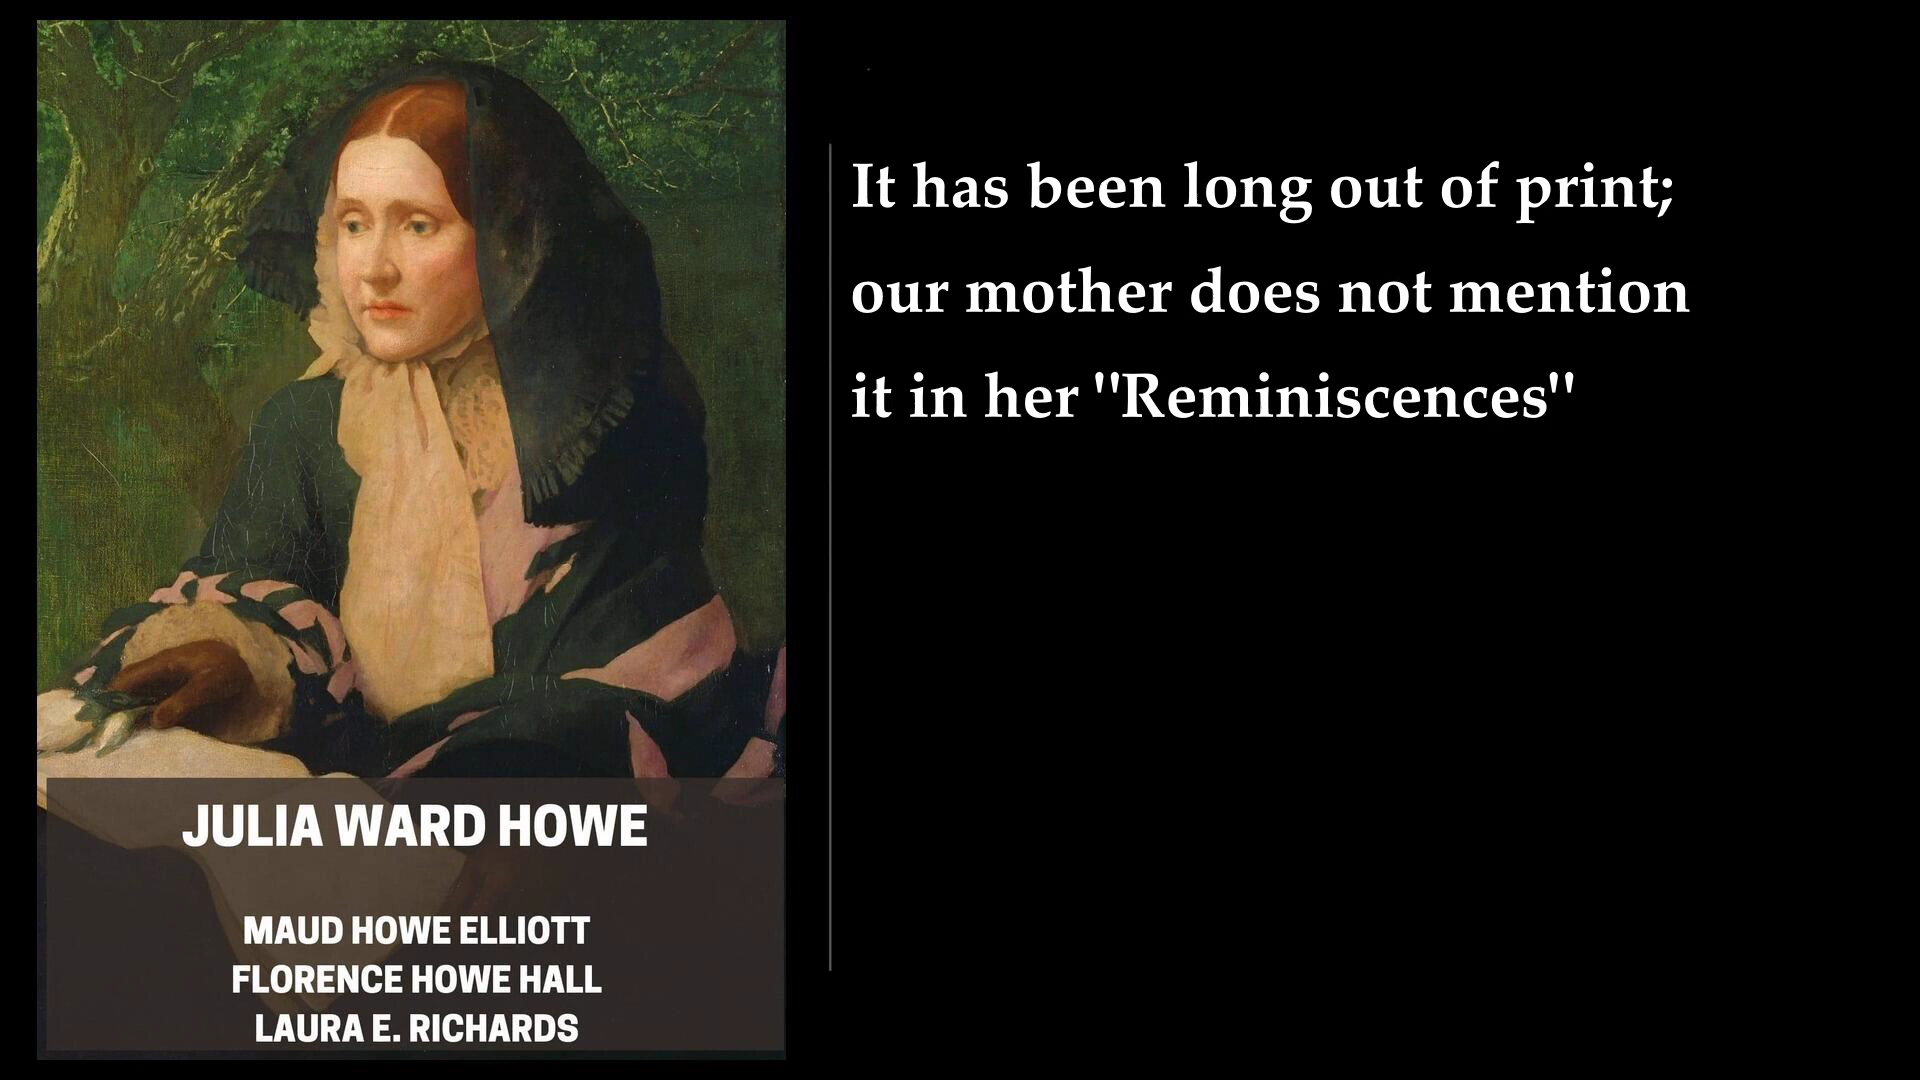 JULIA WARD HOWE
MAUD HOWE ELLIOTT
FLORENCE HOWE HALL
LAURA E. RICHARDS
It has been long out of print;
our mother does not mention
it in her "Reminiscences"